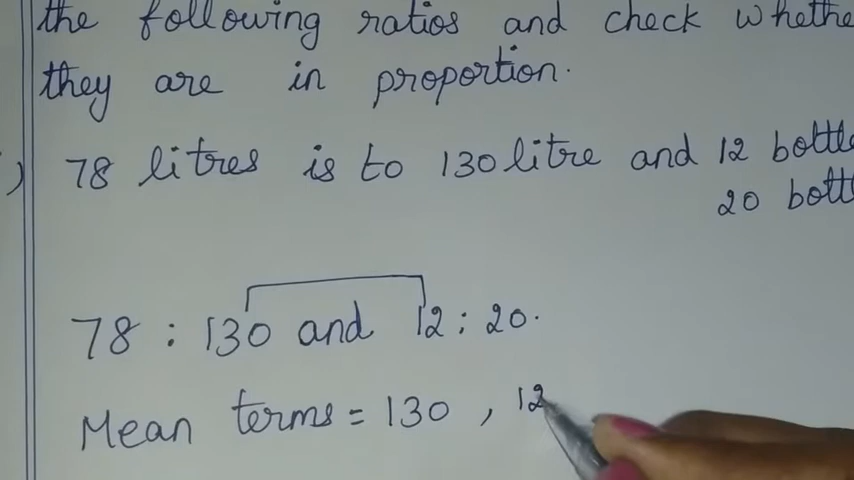 the following ratios and check whethe
they are in proportion.
) 78 litres is to 130 litre and 12 bottle
20 bott
78 : 130 and 12 : 20.
Mean terms = 130 , 12